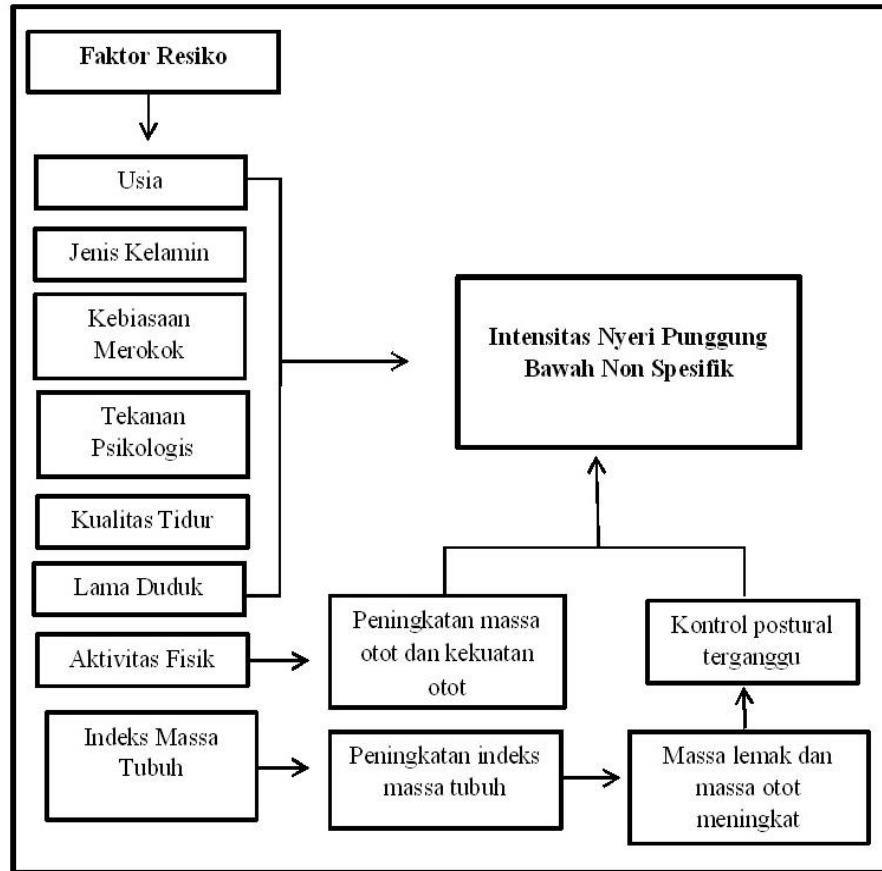 Faktor Resiko
Usia
Jenis Kelamin
Kebiasaan
Merokok
Tekanan
Psikologis
Kualitas Tidur
Lama Duduk
Aktivitas Fisik
Indeks Massa
Tubuh
Intensitas Nyeri Punggung
Bawah Non Spesifik
Peningkatan massa
otot dan kekuatan
otot
Kontrol postural
terganggu
Peningkatan indeks
massa tubuh
Massa lemak dan
massa otot
meningkat